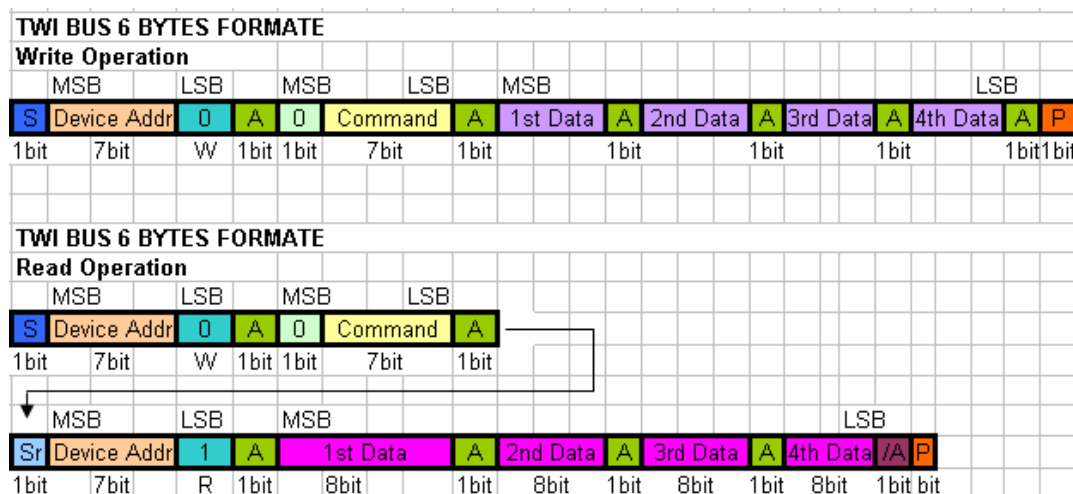 TWI BUS 6 BYTES FORMATE
Write Operation
MSB LSB MSB LSB MSB LSB
S Device Addr 0 A 0 Command A 1st Data A 2nd Data A 3rd Data A 4th Data A P
1bit 7bit W 1bit 1bit 7bit 1bit 1bit 1bit 1bit 1bit 1bit
TWI BUS 6 BYTES FORMATE
Read Operation
MSB LSB MSB LSB
S Device Addr 0 A 0 Command A
1bit 7bit W 1bit 1bit 7bit 1bit
MSB LSB MSB LSB
Sr Device Addr 1 A 1st Data A 2nd Data A 3rd Data A 4th Data /A P
1bit 7bit R 1bit 8bit 1bit 8bit 1bit 8bit 1bit 8bit 1bit bit